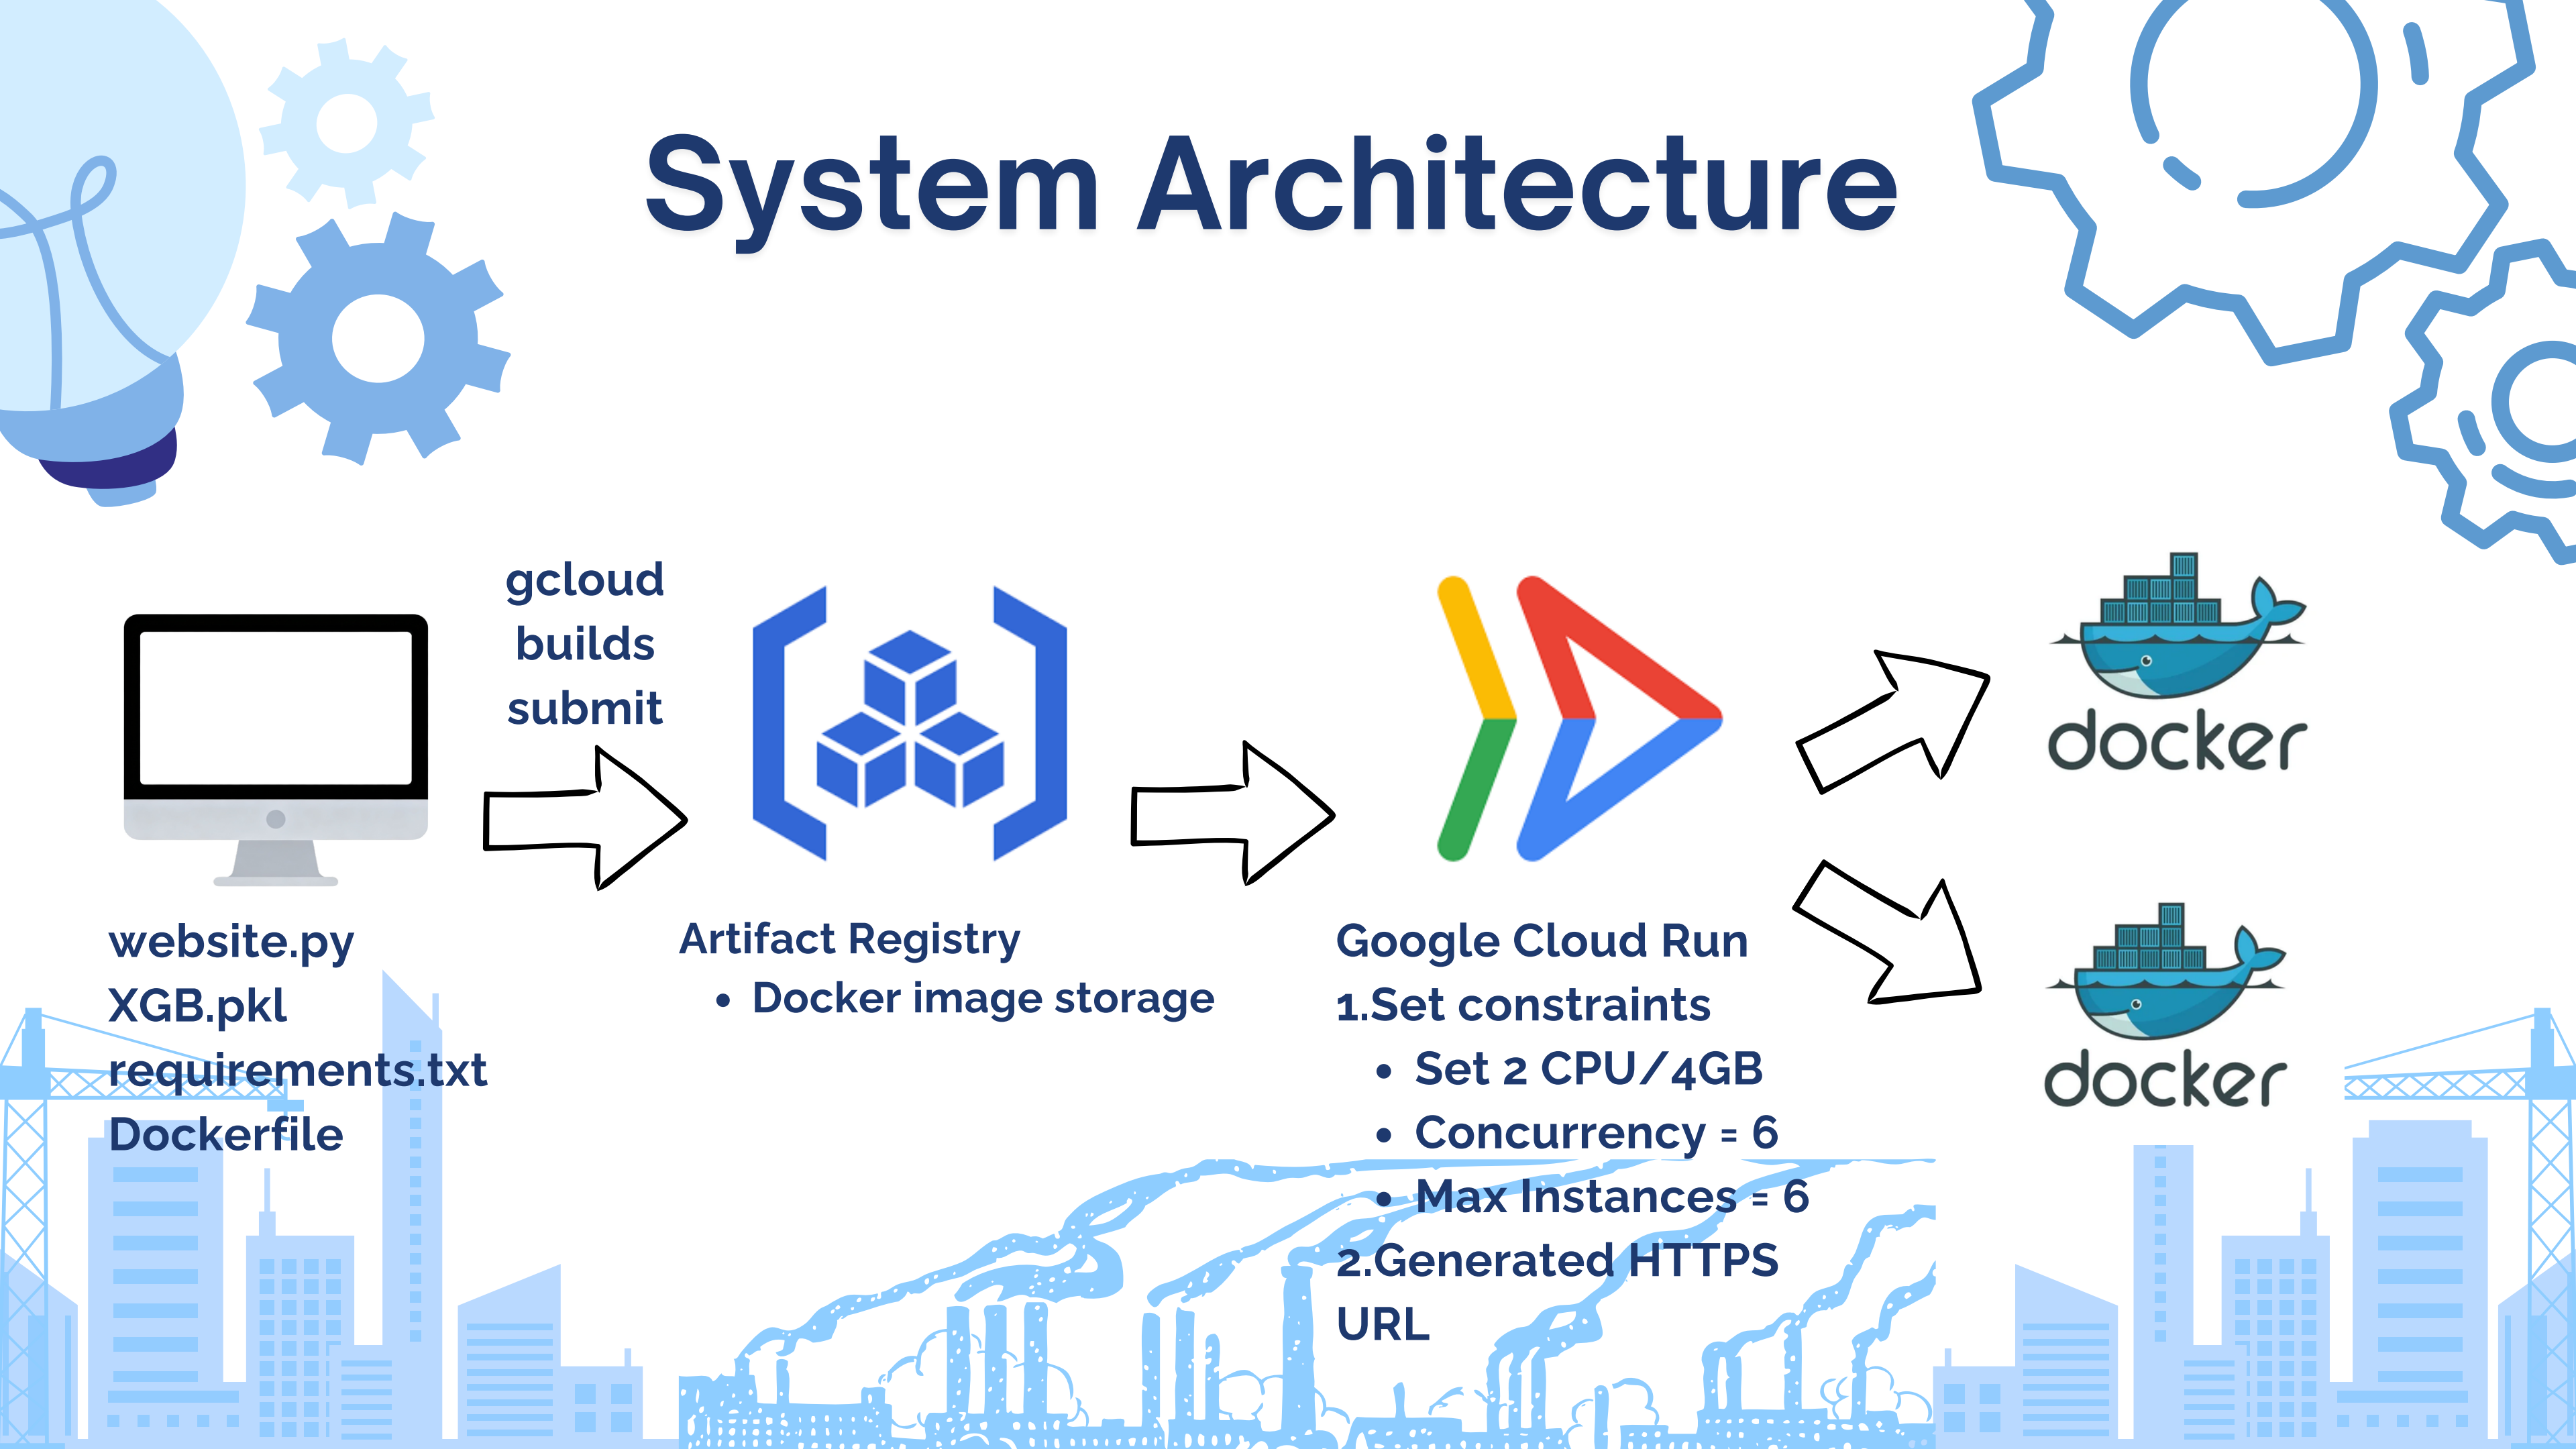 System Architecture
gcloud
builds
submit
website.py
XGB.pkl
requirements.txt
Dockerfile
Artifact Registry
• Docker image storage
Google Cloud Run
1.Set constraints
• Set 2 CPU/4GB
• Concurrency = 6
• Max Instances = 6
2.Generated HTTPS
URL
docker
docker